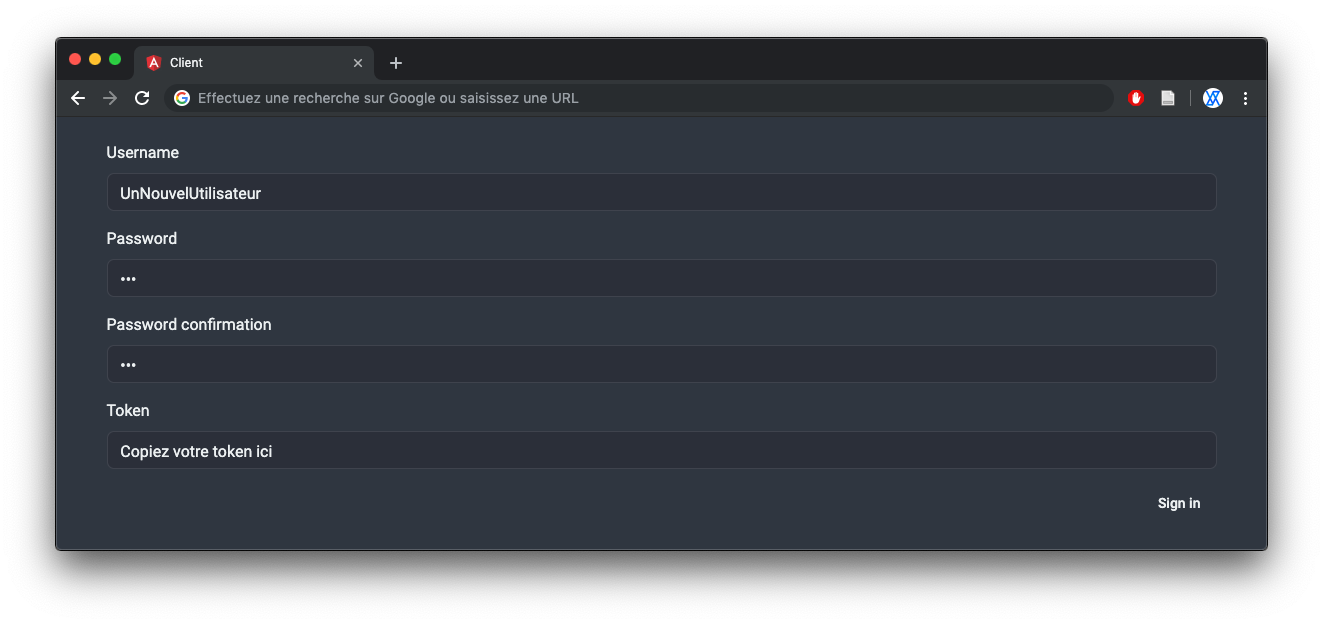 Client
Effectuez une recherche sur Google ou saisissez une URL
Username
UnNouvelUtilisateur
Password
•••
Password confirmation
•••
Token
Copiez votre token ici
Sign in